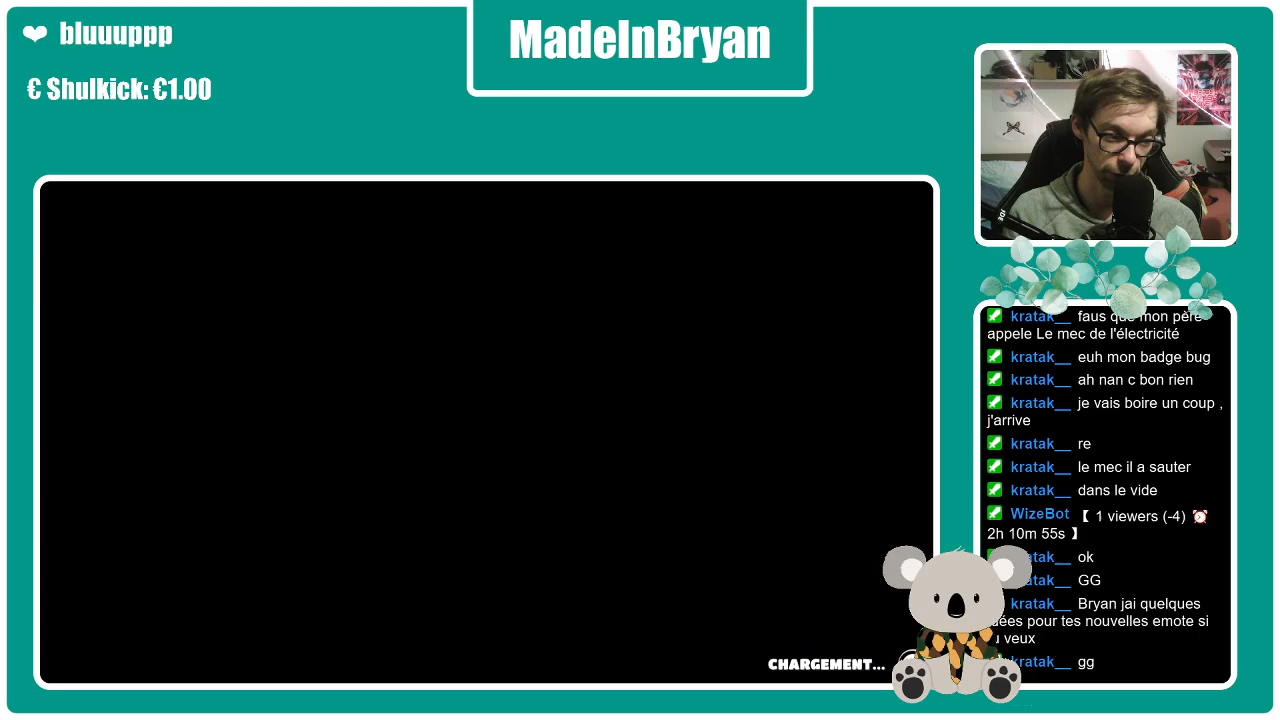 ❤ bluuuppp
€ Shulkick: €1.00
MadeInBryan
kratak__ faus que mon père
appele Le mec de l'électricité
kratak__ euh mon badge bug
kratak__ ah nan c bon rien
kratak__ je vais boire un coup ,
j'arrive
kratak__ re
kratak__ le mec il a sauter
kratak__ dans le vide
WizeBot 【 1 viewers (-4) ⏰
2h 10m 55s 】
atak__ ok
atak__ GG
kratak__ Bryan jai quelques
dées pour tes nouvelles emote si
u veux
kratak__ gg
CHARGEMENT...